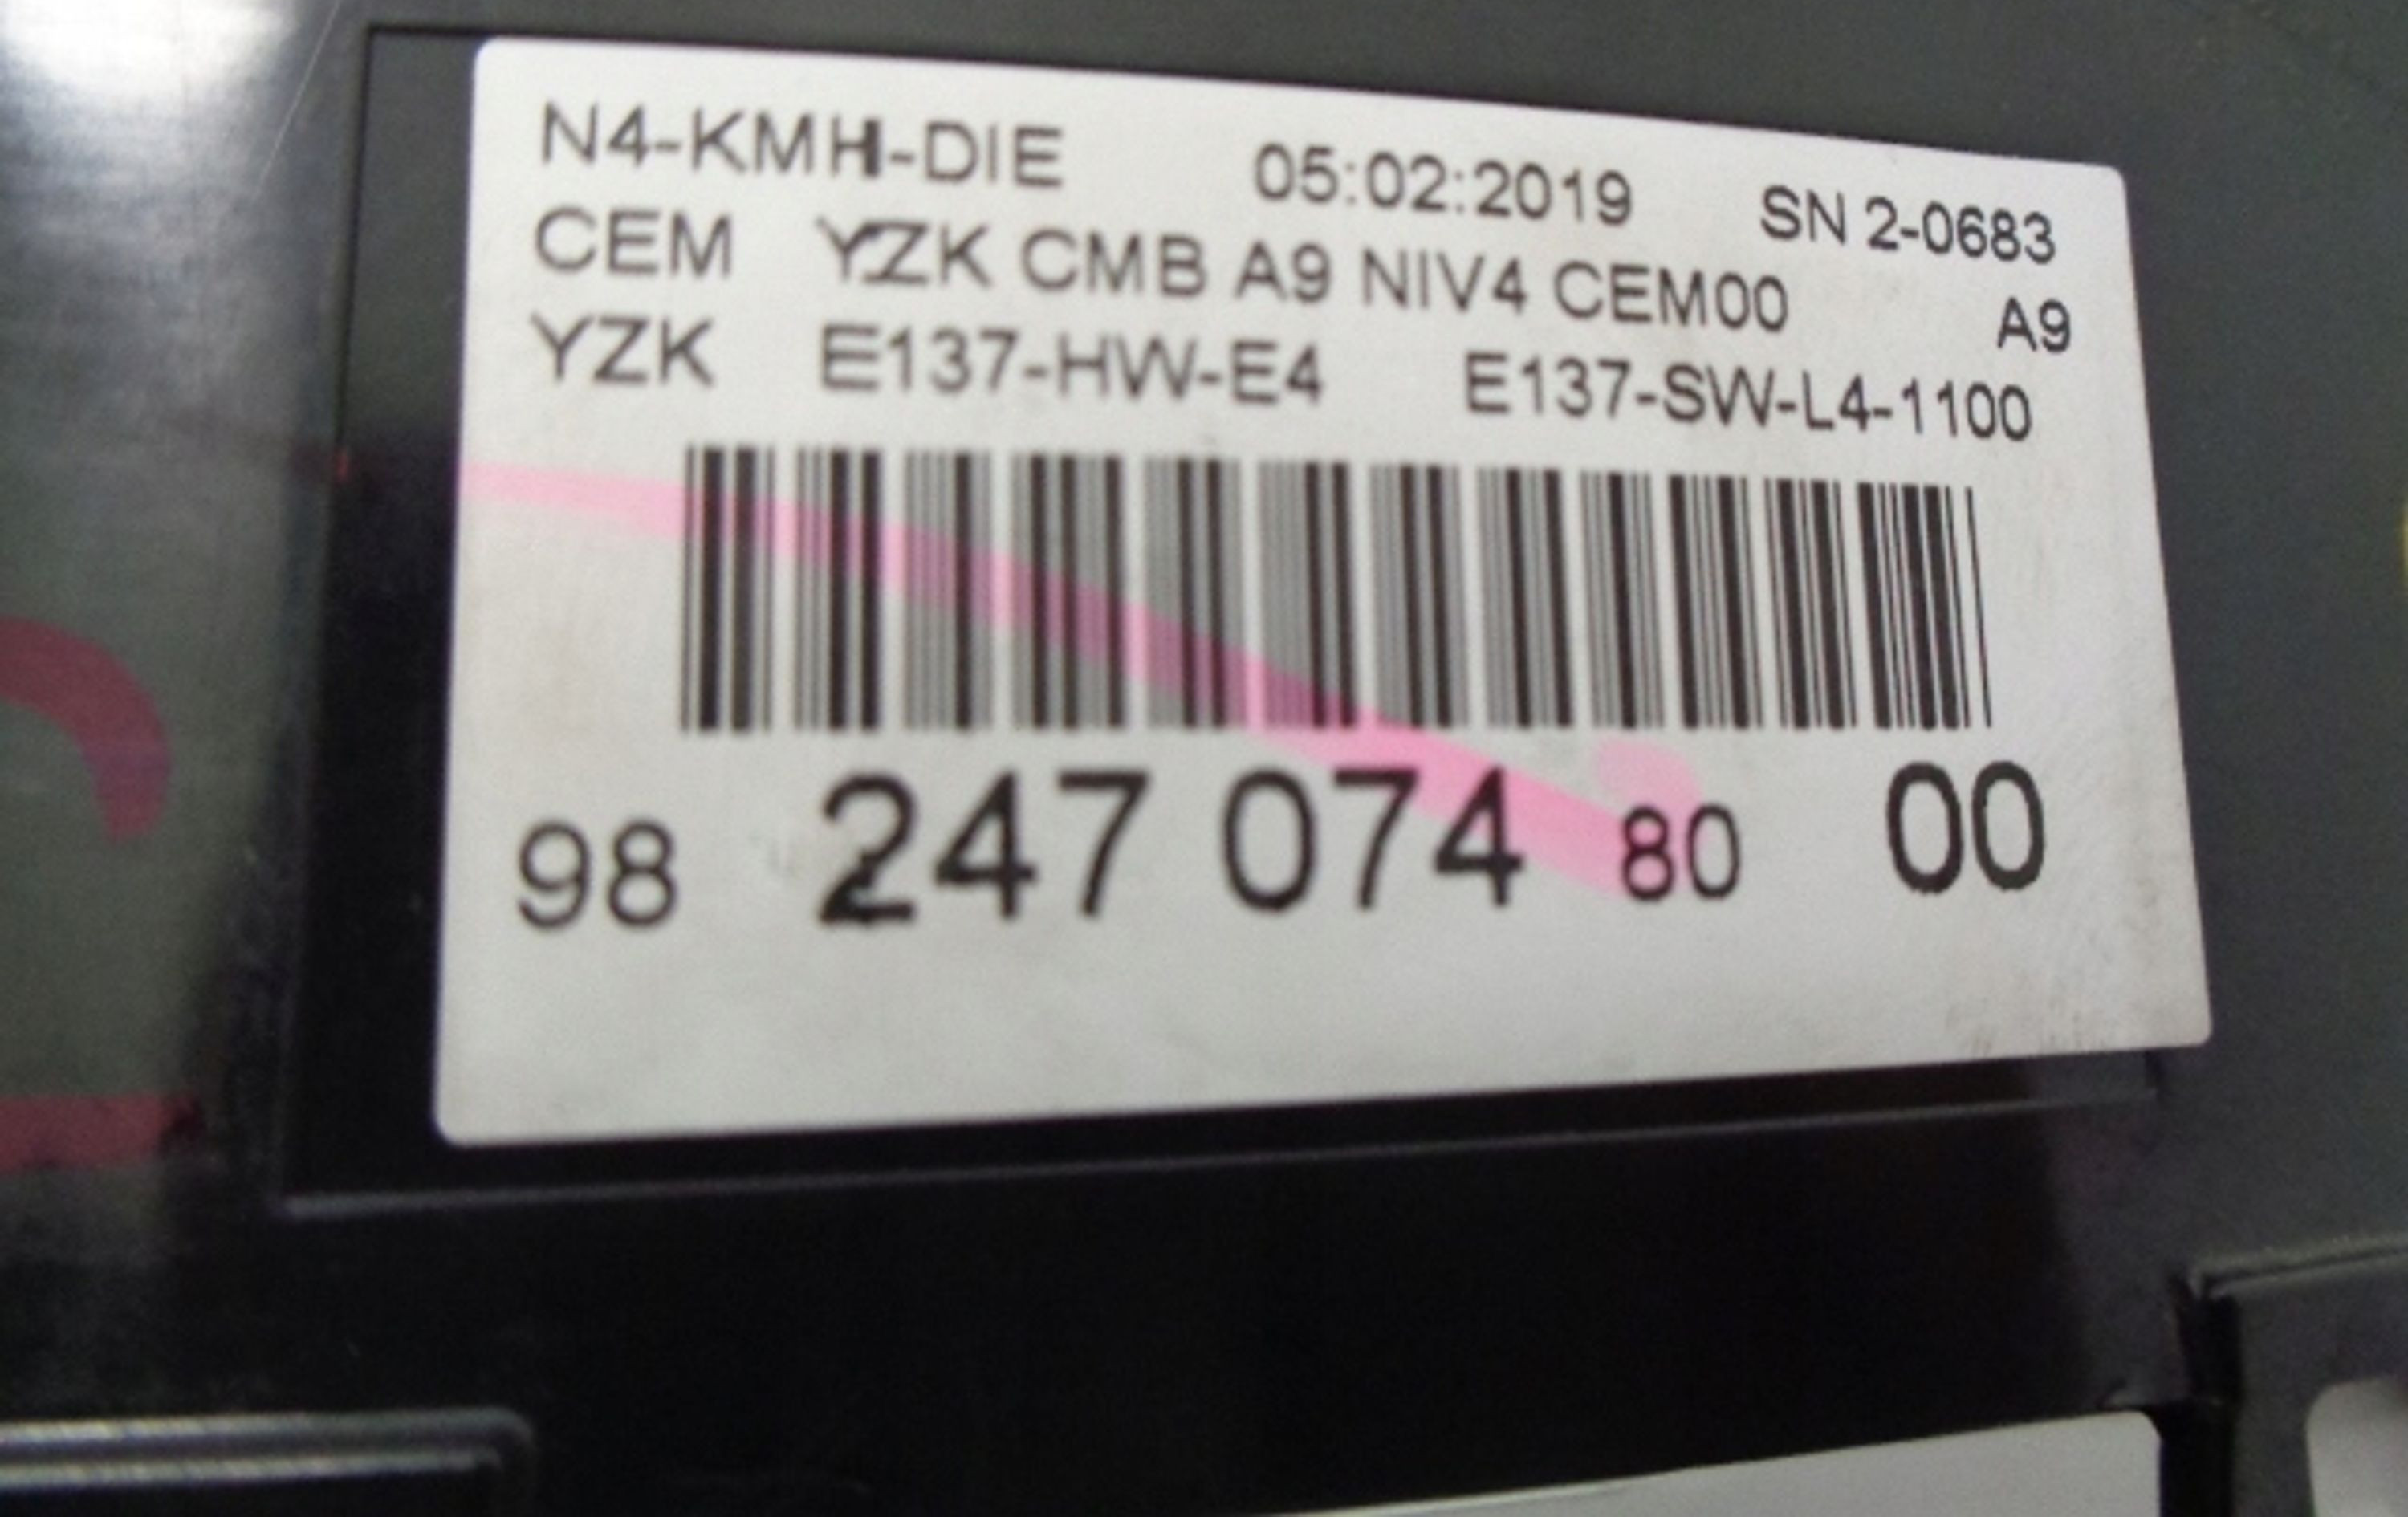 N4-KMH-DIE 05:02:2019 SN 2-0683
CEM YZK CMB A9 NIV4 CEM00 A9
YZK E137-HW-E4 E137-SW-L4-1100
98 247 074 80 00